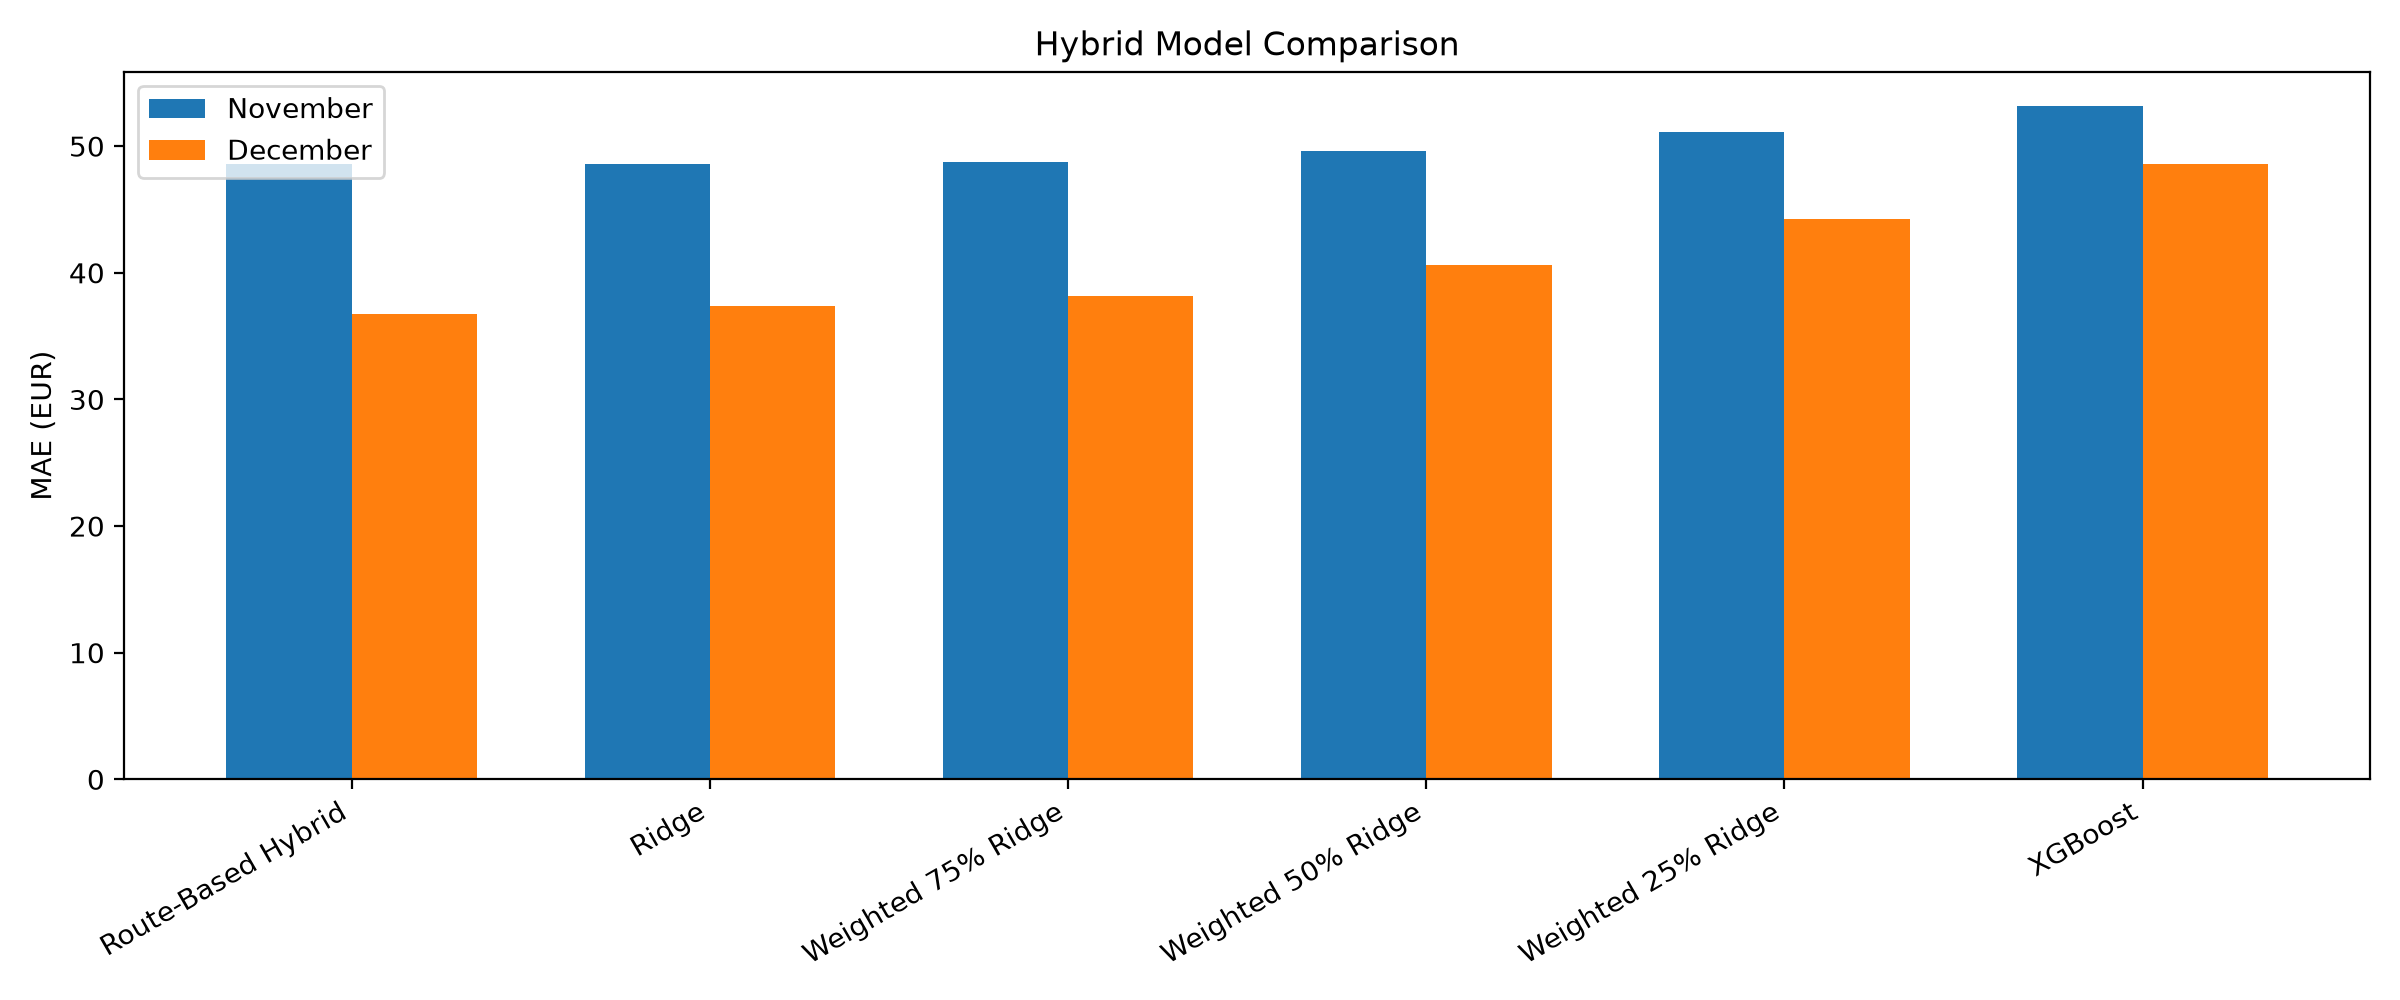 Hybrid Model Comparison
November
December
MAE (EUR)
50
40
30
20
10
0
Route-Based Hybrid
Ridge
Weighted 75% Ridge
Weighted 50% Ridge
Weighted 25% Ridge
XGBoost